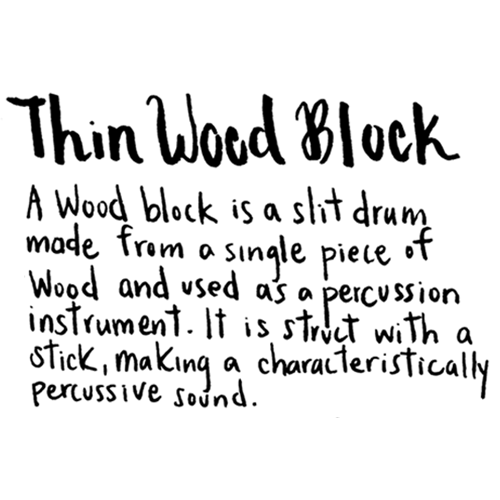 Thin Wood Block
A Wood block is a slit drum
made from a single piece of
Wood and used as a percussion
instrument. It is struct with a
stick, making a characteristically
percussive sound.